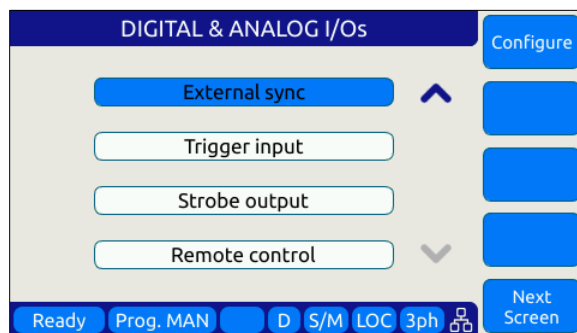 DIGITAL & ANALOG I/Os
Configure
External sync
Trigger input
Strobe output
Remote control
Ready Prog. MAN D S/M LOC 3ph
Next
Screen